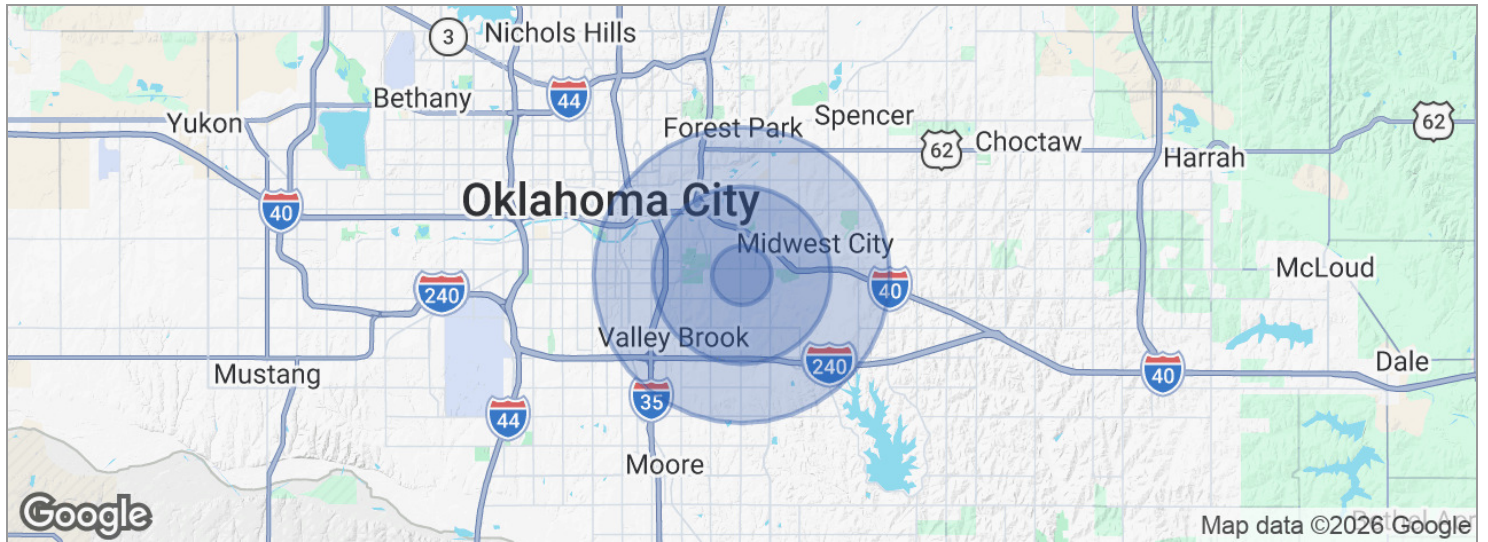 3
Nichols Hills
44
Bethany
Yukon
Forest Park
Spencer
62
Choctaw
62
Harrah
Oklahoma City
40
Midwest City
McLoud
240
40
Valley Brook
Mustang
240
Dale
40
35
44
Moore
Google
Map data ©2026 Google